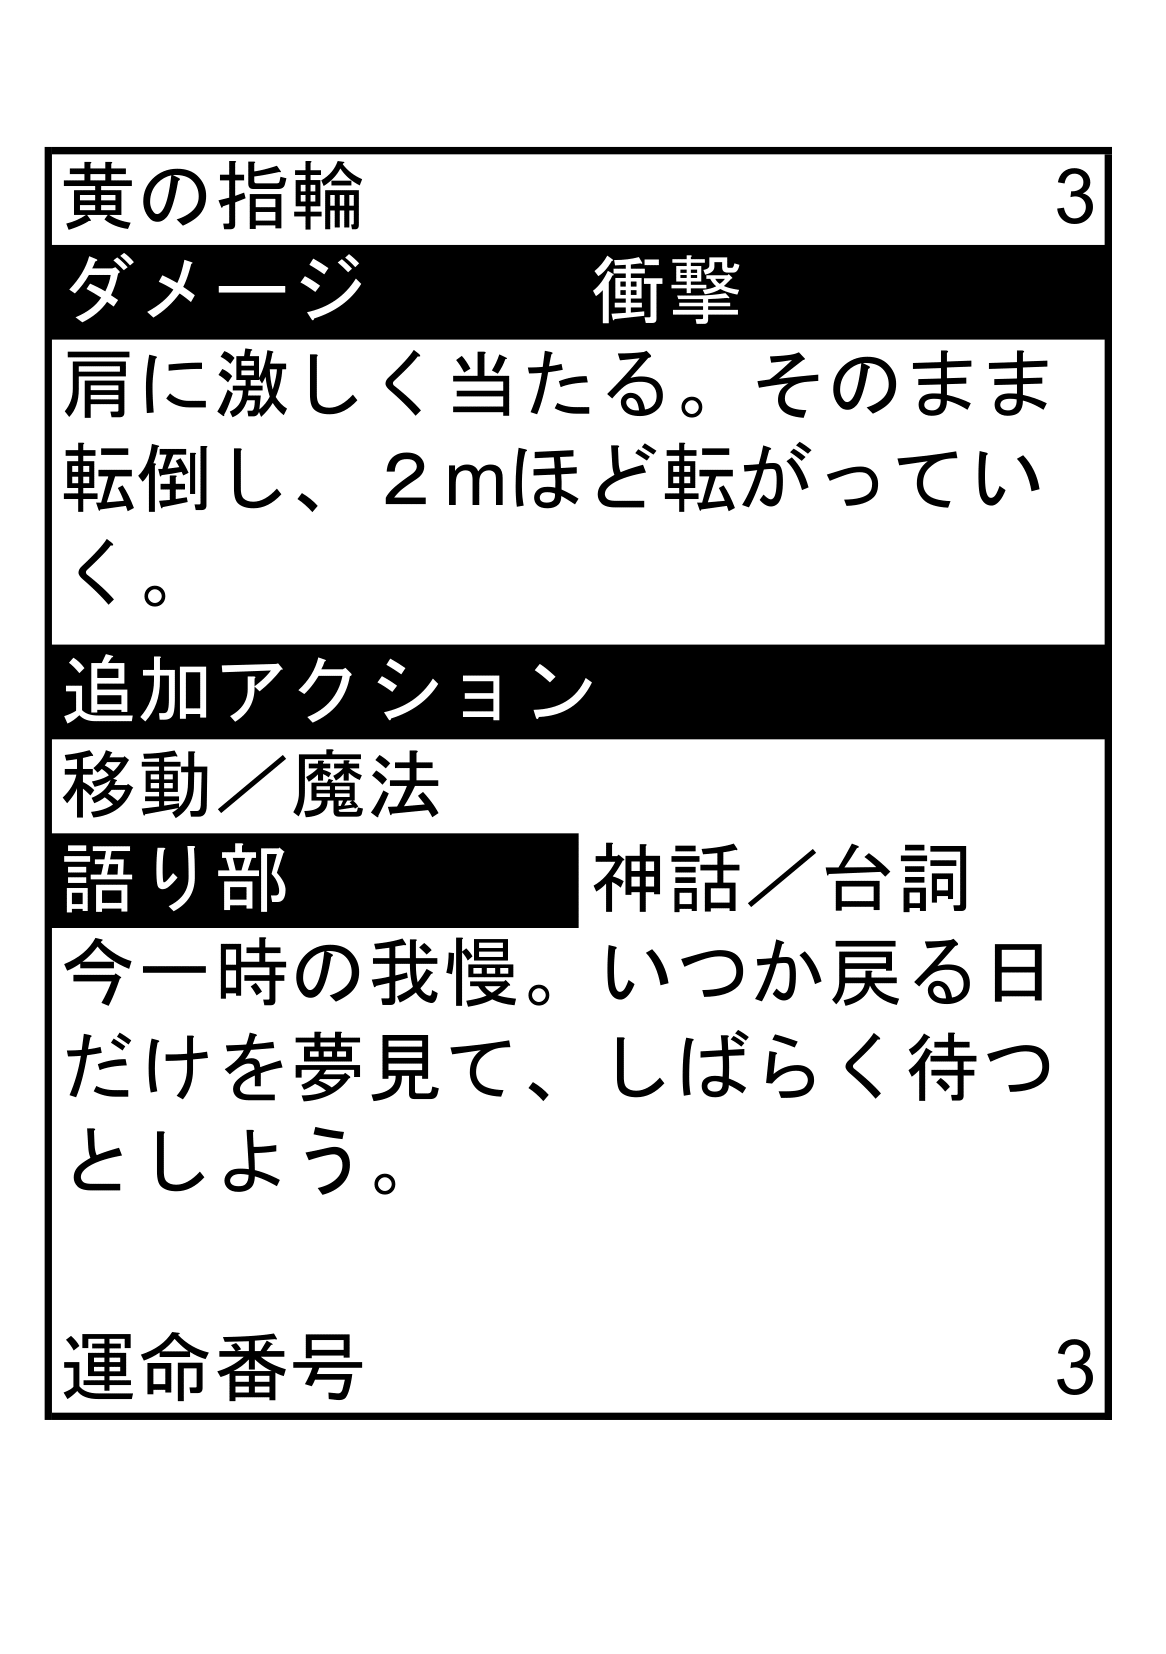 黄の指輪 3
ダメージ 衝撃
肩に激しく当たる。そのまま
転倒し、２mほど転がってい
く。
追加アクション
移動／魔法
語り部 神話／台詞
今一時の我慢。いつか戻る日
だけを夢見て、しばらく待つ
としよう。
運命番号 3